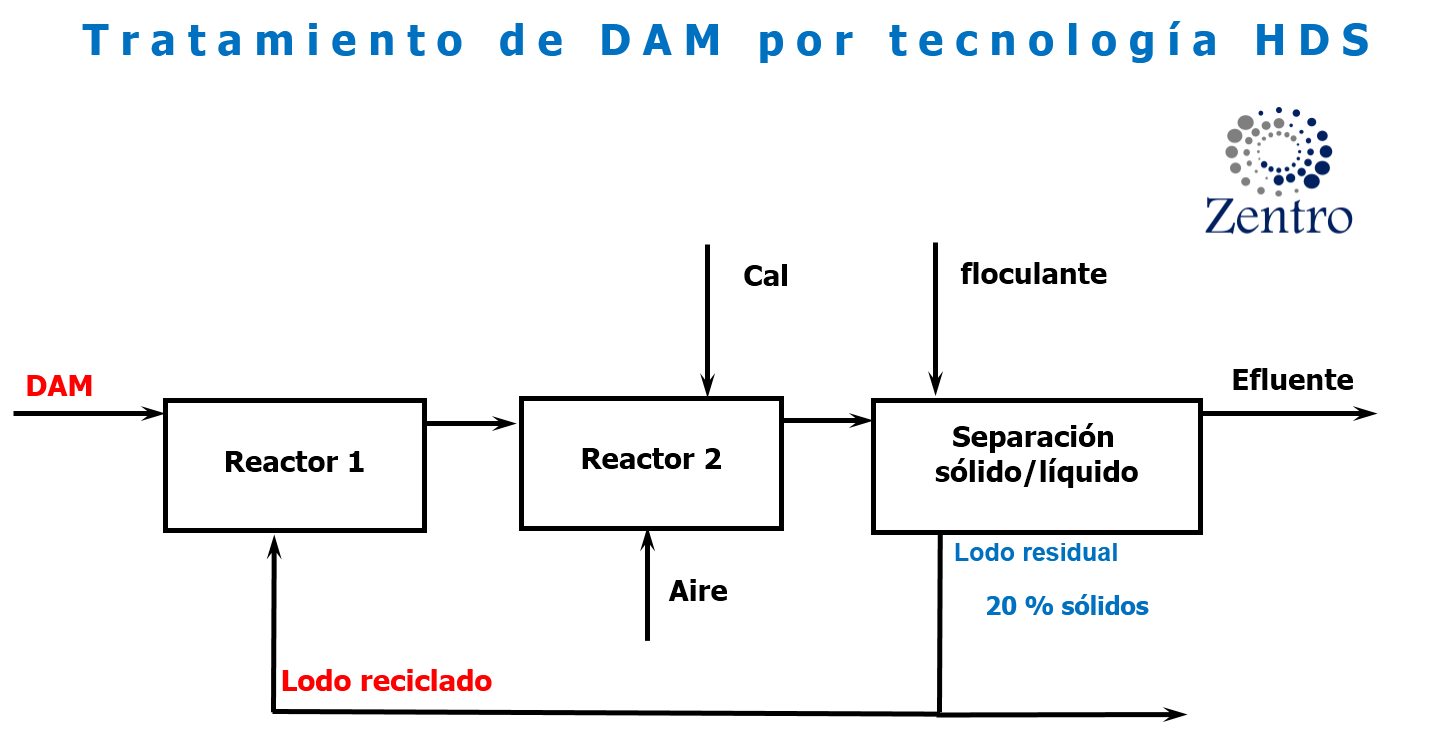 Tratamiento de DAM por tecnología HDS
Zentro
Cal
floculante
DAM
Efluente
Reactor 1
Reactor 2
Separación
sólido/líquido
Lodo residual
20 % sólidos
Aire
Lodo reciclado